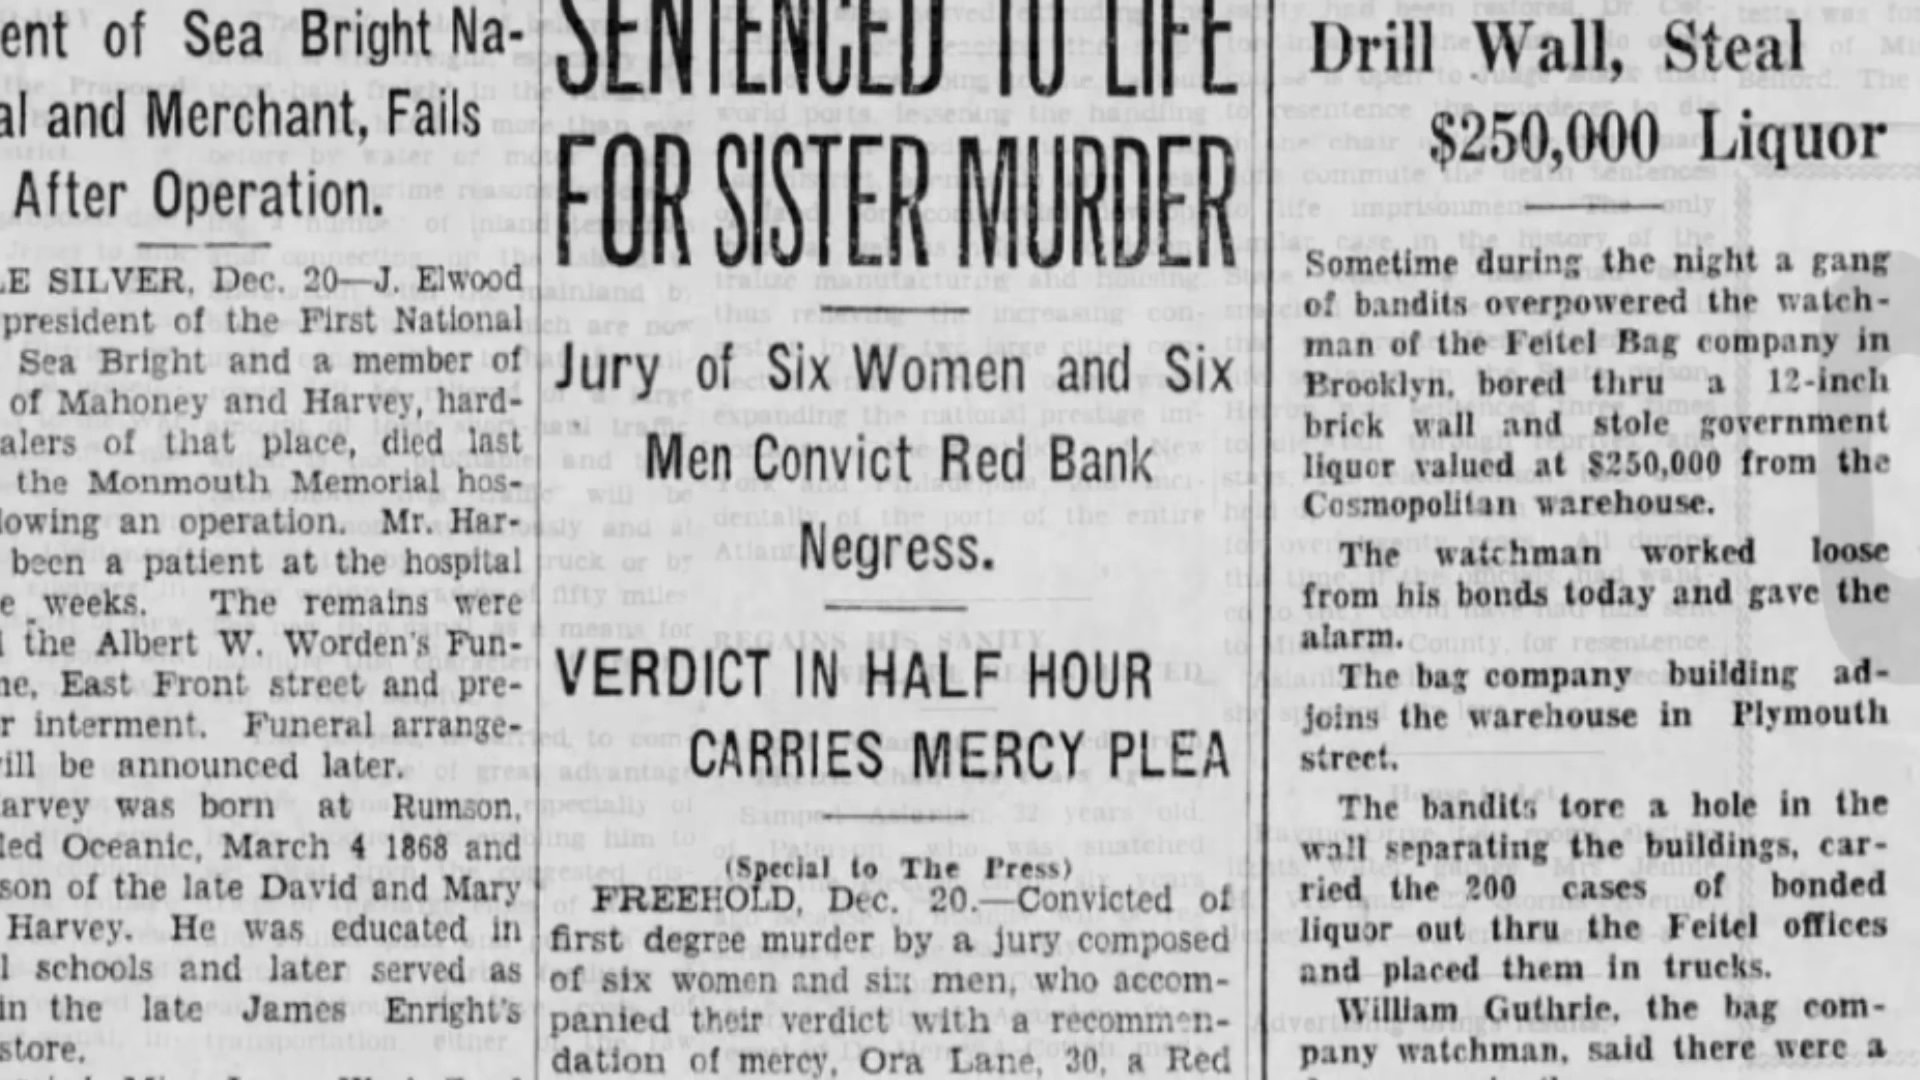 ent of Sea Bright Na-
al and Merchant, Fails
After Operation.
LE SILVER, Dec. 20—J. Elwood
president of the First National
Sea Bright and a member of
of Mahoney and Harvey, hard-
alers of that place, died last
the Monmouth Memorial hos-
lowing an operation. Mr. Har-
been a patient at the hospital
e weeks. The remains were
the Albert W. Worden's Fun-
ne, East Front street and pre-
r interment. Funeral arrange-
will be announced later.
arvey was born at Rumson,
led Oceanic, March 4 1868 and
son of the late David and Mary
Harvey. He was educated in
l schools and later served as
in the late James Enright's
store.
SENTENCED TO LIFE
FOR SISTER MURDER
Jury of Six Women and Six
Men Convict Red Bank
Negress.
VERDICT IN HALF HOUR
CARRIES MERCY PLEA
(Special to The Press)
FREEHOLD, Dec. 20.—Convicted of
first degree murder by a jury composed
of six women and six men, who accom-
panied their verdict with a recommen-
dation of mercy, Ora Lane, 30, a Red
Drill Wall, Steal
$250,000 Liquor
Sometime during the night a gang
of bandits overpowered the watch-
man of the Feitel Bag company in
Brooklyn, bored thru a 12-inch
brick wall and stole government
liquor valued at $250,000 from the
Cosmopolitan warehouse.
The watchman worked loose
from his bonds today and gave the
alarm.
The bag company building ad-
joins the warehouse in Plymouth
street.
The bandits tore a hole in the
wall separating the buildings, car-
ried the 200 cases of bonded
liquor out thru the Feitel offices
and placed them in trucks.
William Guthrie, the bag com-
pany watchman, said there were a